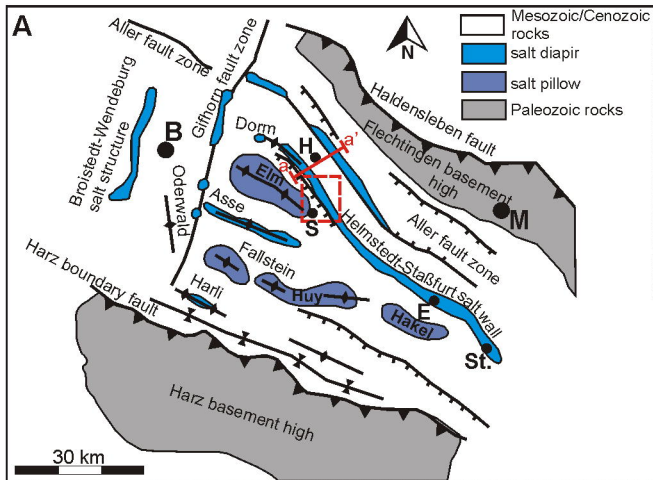 A
Aller fault zone
Gifhorn fault zone
N
Mesozoic/Cenozoic
rocks
salt diapir
salt pillow
Paleozoic rocks
Haldensleben fault
Flechtingen basement
high
Broistedt-Wendeburg
salt structure
B
Dorm
H
a'
a
Elm
Oderwald
S
M
Asse
Aller fault zone
Helmstedt-Staßfurt salt wall
Fallstein
Harz boundary fault
Harli
Huy
E
Hakel
St.
Harz basement high
30 km